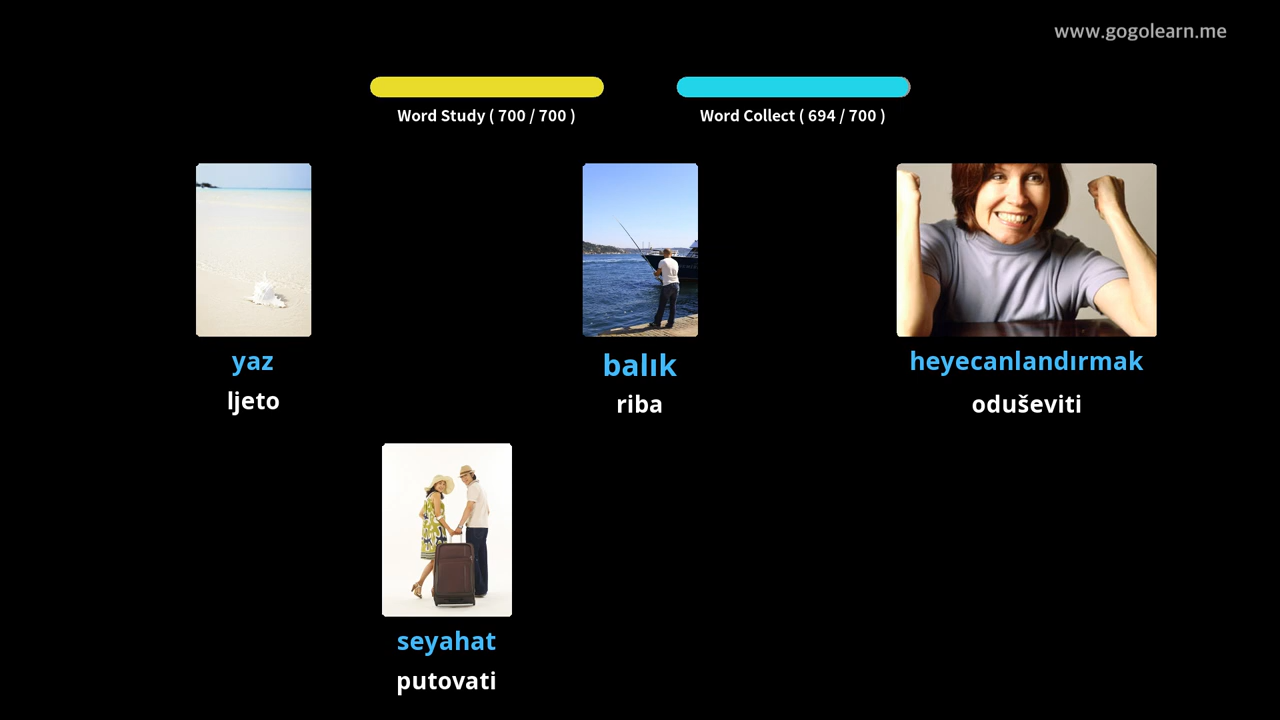 www.gogolearn.me
Word Study ( 700 / 700 )
Word Collect ( 694 / 700 )
yaz
ljeto
balık
riba
heyecanlandırmak
oduševiti
seyahat
putovati